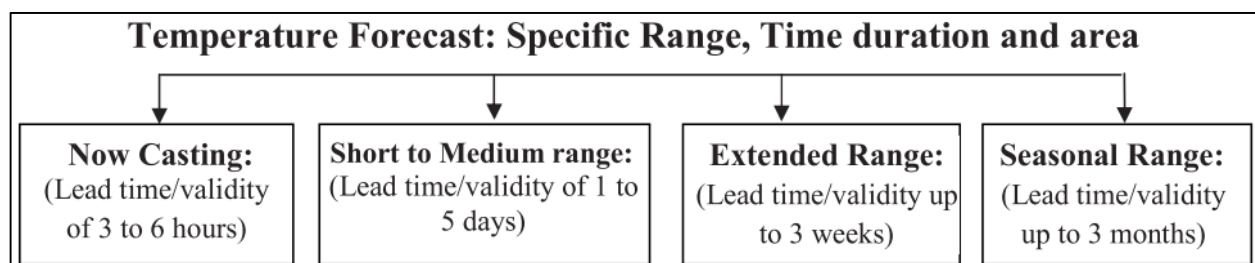 Temperature Forecast: Specific Range, Time duration and area
Now Casting:
(Lead time/validity
of 3 to 6 hours)
Short to Medium range:
(Lead time/validity of 1 to
5 days)
Extended Range:
(Lead time/validity up
to 3 weeks)
Seasonal Range:
(Lead time/validity
up to 3 months)